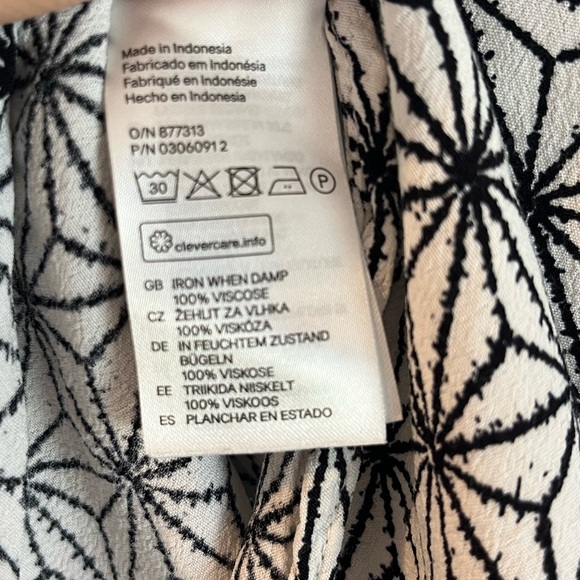 Made in Indonesia
Fabricado em Indonésia
Fabriqué en Indonésie
Hecho en Indonesia
O/N 877313
P/N 03060912
30 P
clevercare.info
GB IRON WHEN DAMP
100% VISCOSE
CZ ŽEHLIT ZA VLHKA
100% VISKÓZA
DE IN FEUCHTEM ZUSTAND
BÜGELN
100% VISKOSE
EE TRIIKIDA NIISKELT
100% VISKOOS
ES PLANCHAR EN ESTADO